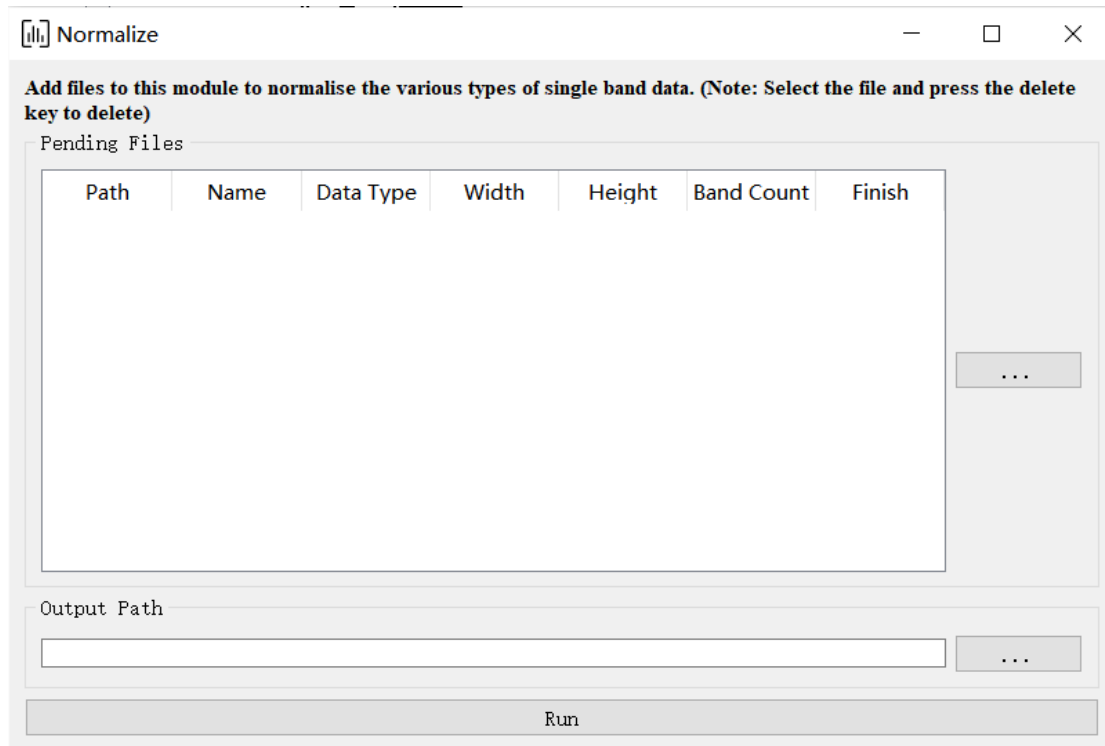 Normalize
Add files to this module to normalise the various types of single band data. (Note: Select the file and press the delete
key to delete)
Pending Files
Path Name Data Type Width Height Band Count Finish
...
Output Path
...
Run